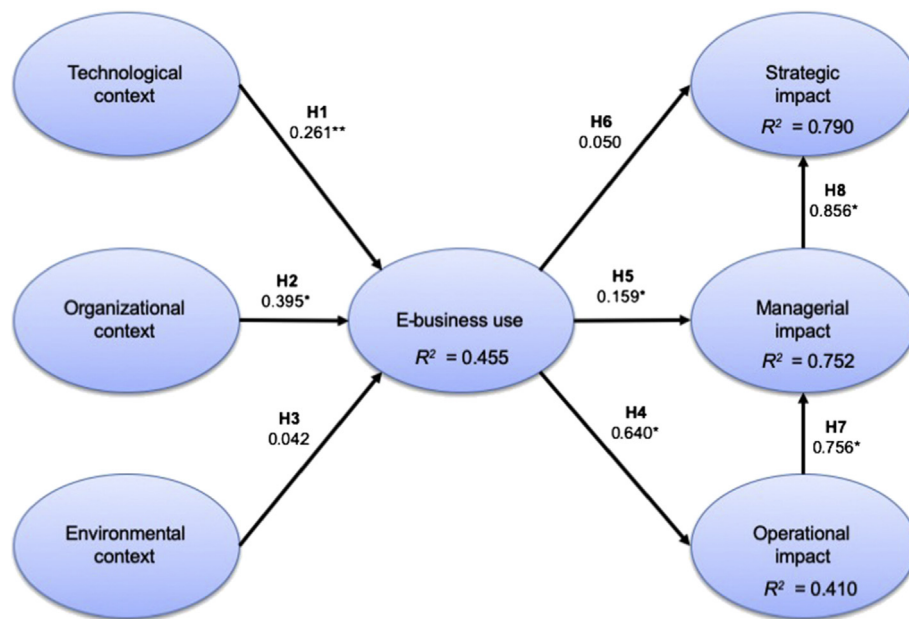 Technological
context
H1
0.261**
H6
0.050
Strategic
impact
R² = 0.790
H8
0.856*
Organizational
context
H2
0.395*
E-business use
R² = 0.455
H5
0.159*
Managerial
impact
R² = 0.752
H3
0.042
H4
0.640*
H7
0.756*
Environmental
context
Operational
impact
R² = 0.410